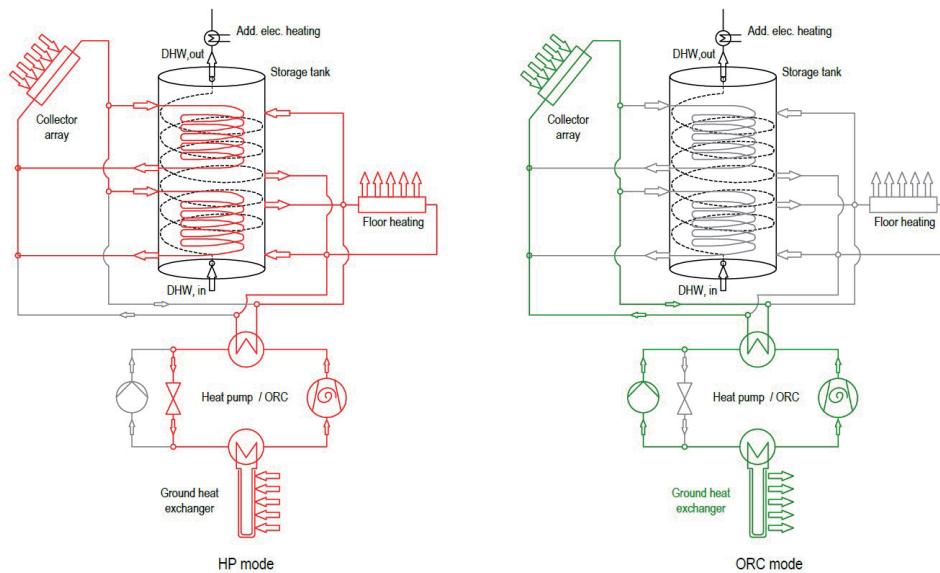 Add. elec. heating
DHW,out
Storage tank
Collector
array
Floor heating
DHW, in
Heat pump / ORC
Ground heat
exchanger
HP mode
Add. elec. heating
DHW,out
Storage tank
Collector
array
Floor heating
DHW, in
Heat pump / ORC
Ground heat
exchanger
ORC mode